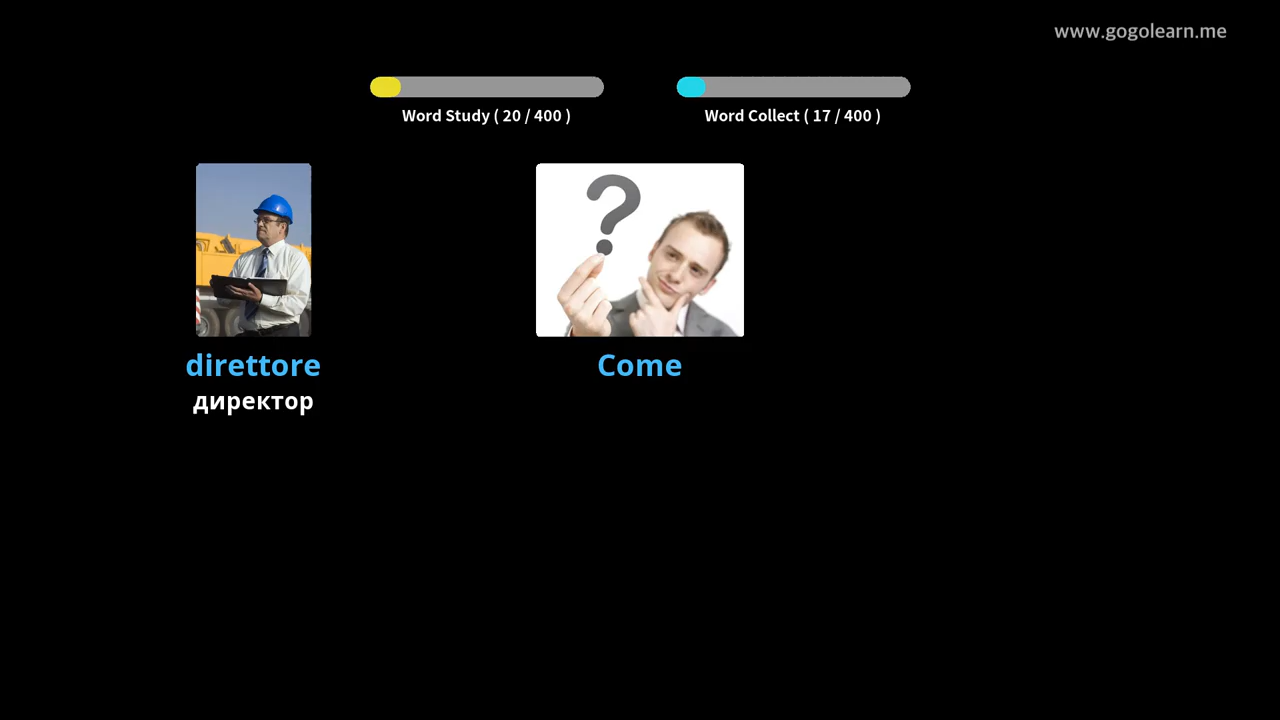 www.gogolearn.me
Word Study ( 20 / 400 )
Word Collect ( 17 / 400 )
direttore
директор
Come